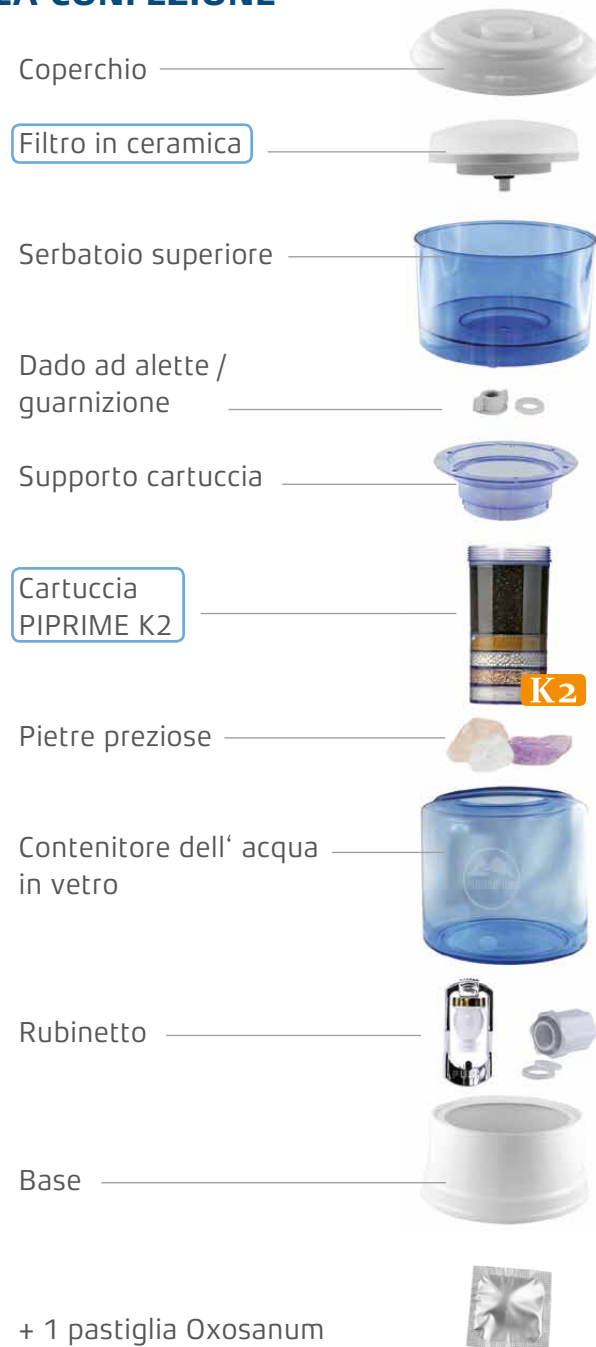 Coperchio
Filtro in ceramica
Serbatoio superiore
Dado ad alette /
guarnizione
Supporto cartuccia
Cartuccia
PIPRIME K2
K2
Pietre preziose
Contenitore dell‘ acqua
in vetro
Rubinetto
Base
+ 1 pastiglia Oxosanum